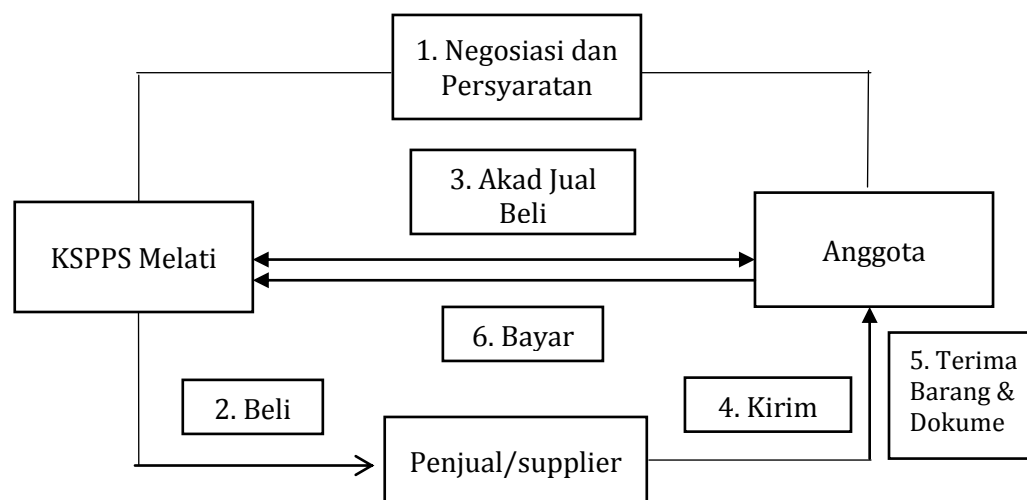 1. Negosiasi dan
Persyaratan
3. Akad Jual
Beli
KSPPS Melati
Anggota
6. Bayar
5. Terima
Barang &
Dokume
2. Beli
4. Kirim
Penjual/supplier